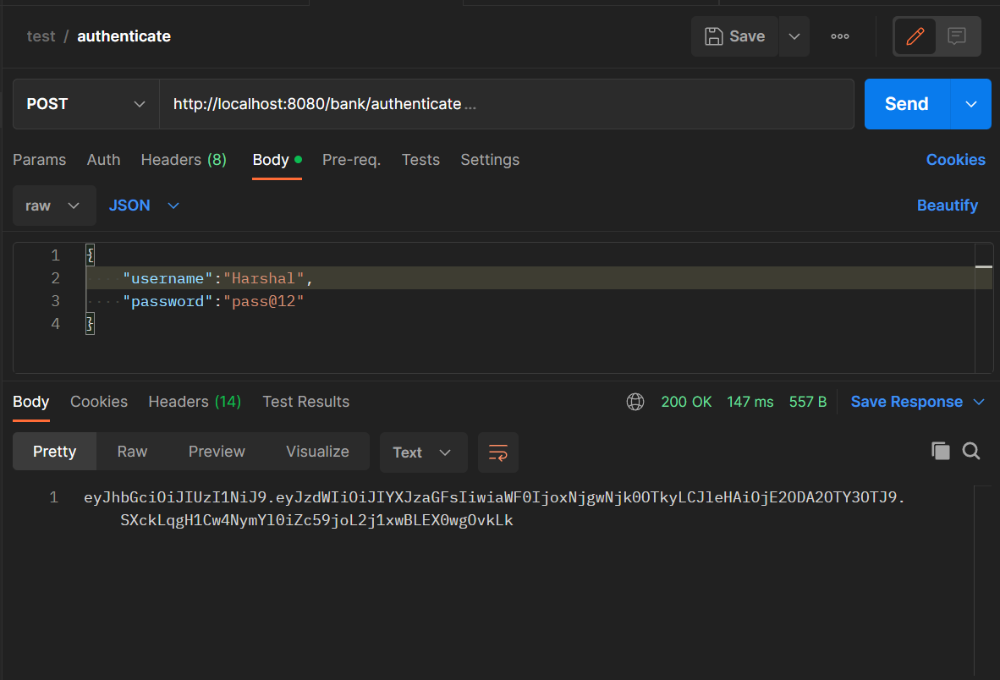 test / authenticate Save
POST http://localhost:8080/bank/authenticate ... Send
Params Auth Headers (8) Body Pre-req. Tests Settings Cookies
raw JSON Beautify
1 {
2 "username":"Harshal",
3 "password":"pass@12"
4 }
Body Cookies Headers (14) Test Results 200 OK 147 ms 557 B Save Response
Pretty Raw Preview Visualize Text
1 eyJhbGciOiJIUzI1NiJ9.eyJzdWIiOiJIYXJzaGFsIiwiaWF0IjoxNjgwNjk0OTkyLCJleHAiOjE2ODA2OTY3OTJ9.
SXckLqgH1Cw4NymYl0iZc59joL2j1xwBLEX0wgOvkLk